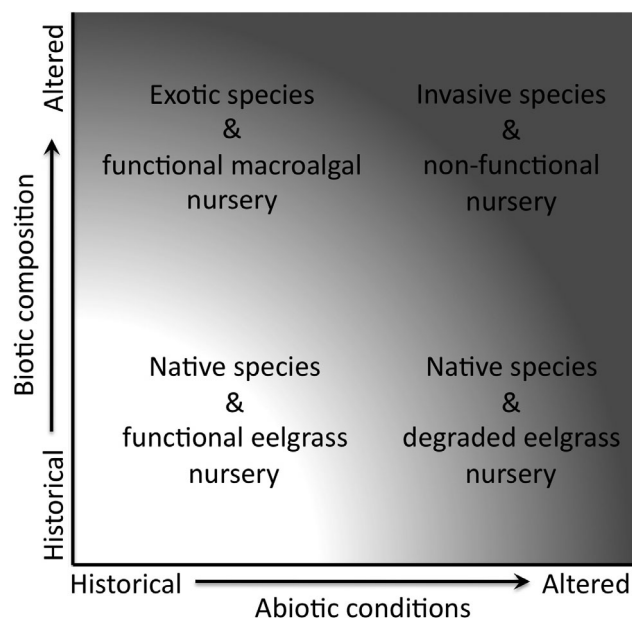 Altered
Biotic composition
Historical
Exotic species
&
functional macroalgal
nursery
Invasive species
&
non-functional
nursery
Native species
&
functional eelgrass
nursery
Native species
&
degraded eelgrass
nursery
Historical
Altered
Abiotic conditions